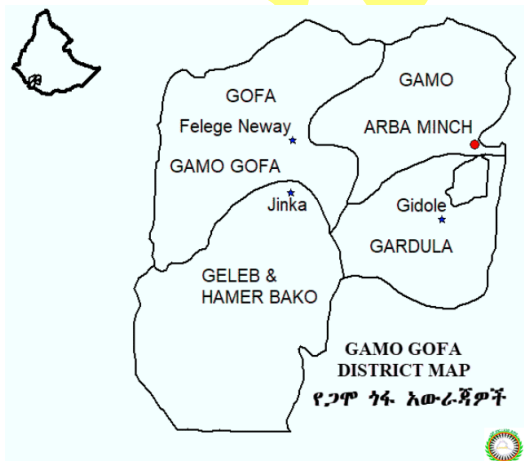 GAMO
GOFA
Felege Neway
ARBA MINCH
GAMO GOFA
Jinka
Gidole
GARDULA
GELEB &
HAMER BAKO
GAMO GOFA
DISTRICT MAP
የጋሞ ጎፋ አውራጃዎች